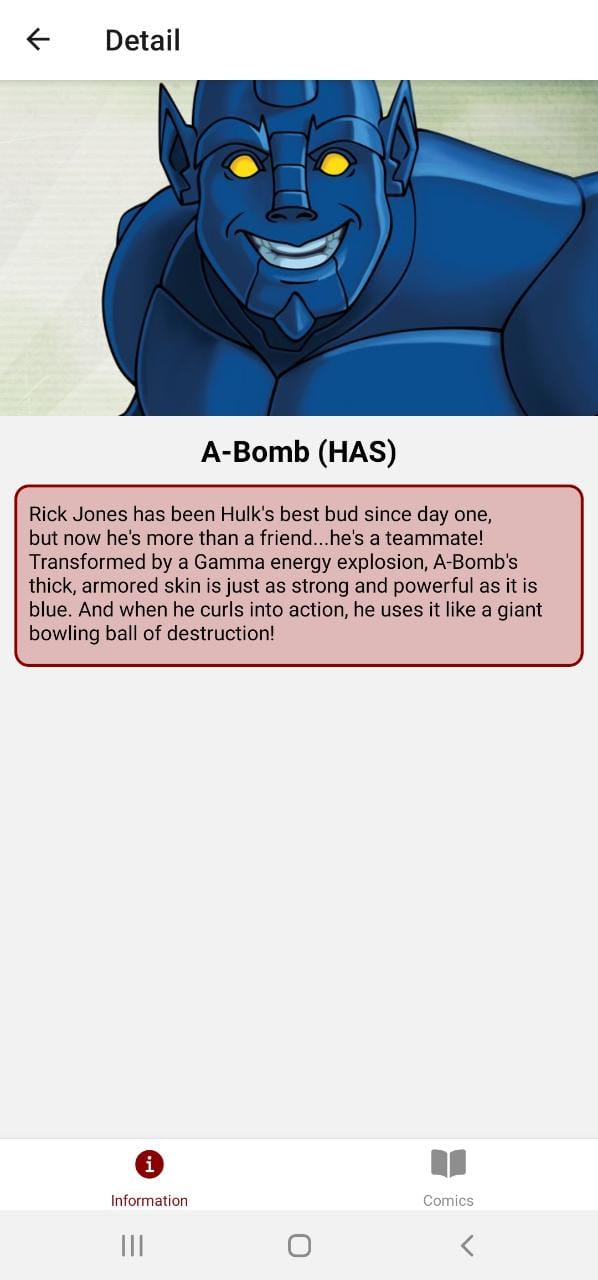 Detail
A-Bomb (HAS)
Rick Jones has been Hulk's best bud since day one,
but now he's more than a friend...he's a teammate!
Transformed by a Gamma energy explosion, A-Bomb's
thick, armored skin is just as strong and powerful as it is
blue. And when he curls into action, he uses it like a giant
bowling ball of destruction!
Information
Comics